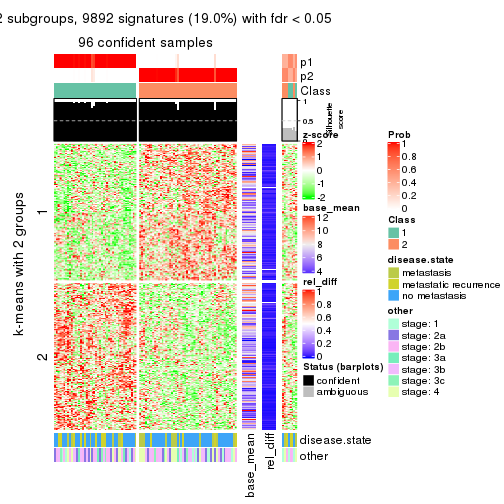 2 subgroups, 9892 signatures (19.0%) with fdr < 0.05
96 confident samples
p1
p2
Class
1
0.5
0
Silhouette
score
k-means with 2 groups
1
2
z-score
2
1
0
-1
-2
base_mean
12
10
8
6
4
rel_diff
1
0.8
0.6
0.4
0.2
0
Status (barplots)
confident
ambiguous
Prob
1
0.8
0.6
0.4
0.2
0
Class
1
2
disease.state
metastasis
metastatic recurrence
no metastasis
other
stage: 1
stage: 2a
stage: 2b
stage: 3a
stage: 3b
stage: 3c
stage: 4
disease.state
other
base_mean
rel_diff